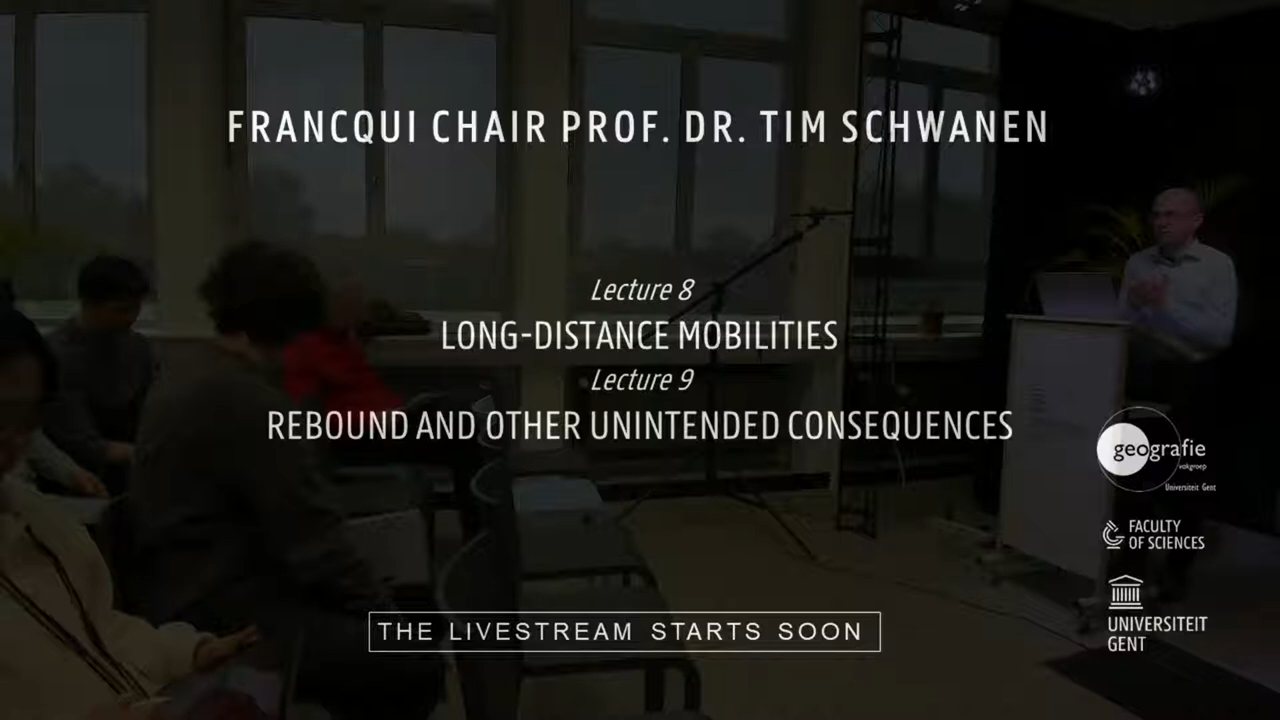 FRANCQUI CHAIR PROF. DR. TIM SCHWANEN
Lecture 8
LONG-DISTANCE MOBILITIES
Lecture 9
REBOUND AND OTHER UNINTENDED CONSEQUENCES
geografie
vakgroep
Universiteit Gent
FACULTY
OF SCIENCES
UNIVERSITEIT
GENT
THE LIVESTREAM STARTS SOON